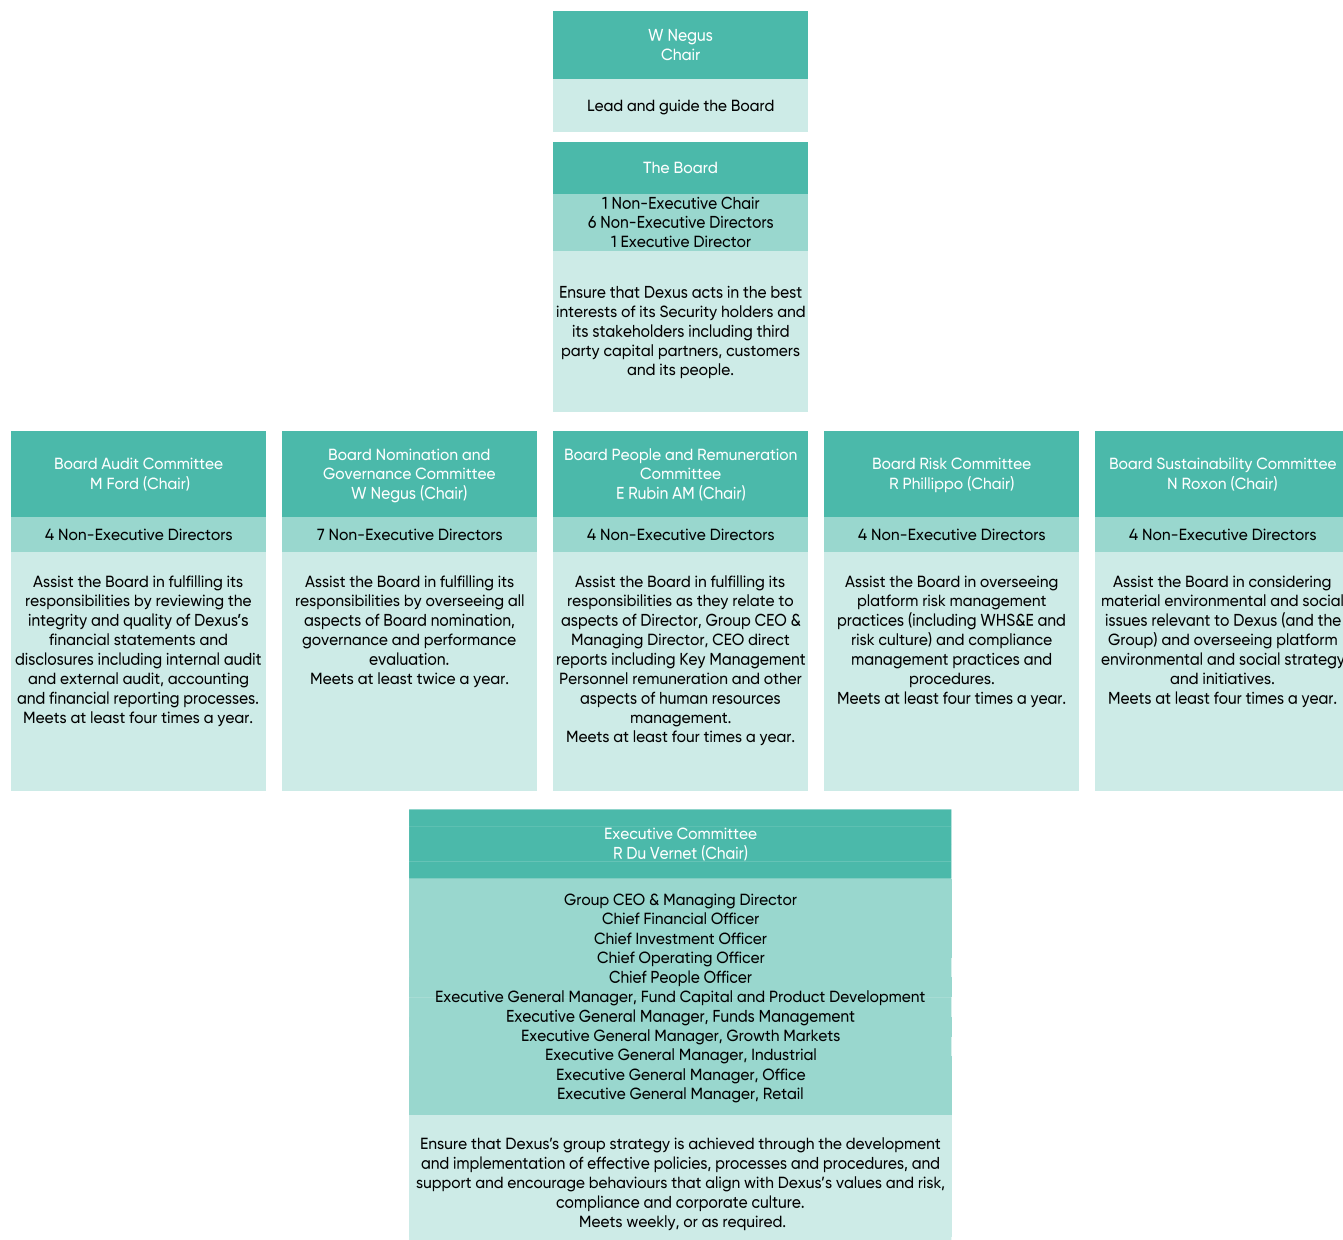 W Negus
Chair
Lead and guide the Board
The Board
1 Non-Executive Chair
6 Non-Executive Directors
1 Executive Director
Ensure that Dexus acts in the best
interests of its Security holders and
its stakeholders including third
party capital partners, customers
and its people.
Board Audit Committee
M Ford (Chair)
4 Non-Executive Directors
Assist the Board in fulfilling its
responsibilities by reviewing the
integrity and quality of Dexus’s
financial statements and
disclosures including internal audit
and external audit, accounting
and financial reporting processes.
Meets at least four times a year.
Board Nomination and
Governance Committee
W Negus (Chair)
7 Non-Executive Directors
Assist the Board in fulfilling its
responsibilities by overseeing all
aspects of Board nomination,
governance and performance
evaluation.
Meets at least twice a year.
Board People and Remuneration
Committee
E Rubin AM (Chair)
4 Non-Executive Directors
Assist the Board in fulfilling its
responsibilities as they relate to
aspects of Director, Group CEO &
Managing Director, CEO direct
reports including Key Management
Personnel remuneration and other
aspects of human resources
management.
Meets at least four times a year.
Board Risk Committee
R Phillippo (Chair)
4 Non-Executive Directors
Assist the Board in overseeing
platform risk management
practices (including WHS&E and
risk culture) and compliance
management practices and
procedures.
Meets at least four times a year.
Board Sustainability Committee
N Roxon (Chair)
4 Non-Executive Directors
Assist the Board in considering
material environmental and social
issues relevant to Dexus (and the
Group) and overseeing platform
environmental and social strategy
and initiatives.
Meets at least four times a year.
Executive Committee
R Du Vernet (Chair)
Group CEO & Managing Director
Chief Financial Officer
Chief Investment Officer
Chief Operating Officer
Chief People Officer
Executive General Manager, Fund Capital and Product Development
Executive General Manager, Funds Management
Executive General Manager, Growth Markets
Executive General Manager, Industrial
Executive General Manager, Office
Executive General Manager, Retail
Ensure that Dexus’s group strategy is achieved through the development
and implementation of effective policies, processes and procedures, and
support and encourage behaviours that align with Dexus’s values and risk,
compliance and corporate culture.
Meets weekly, or as required.